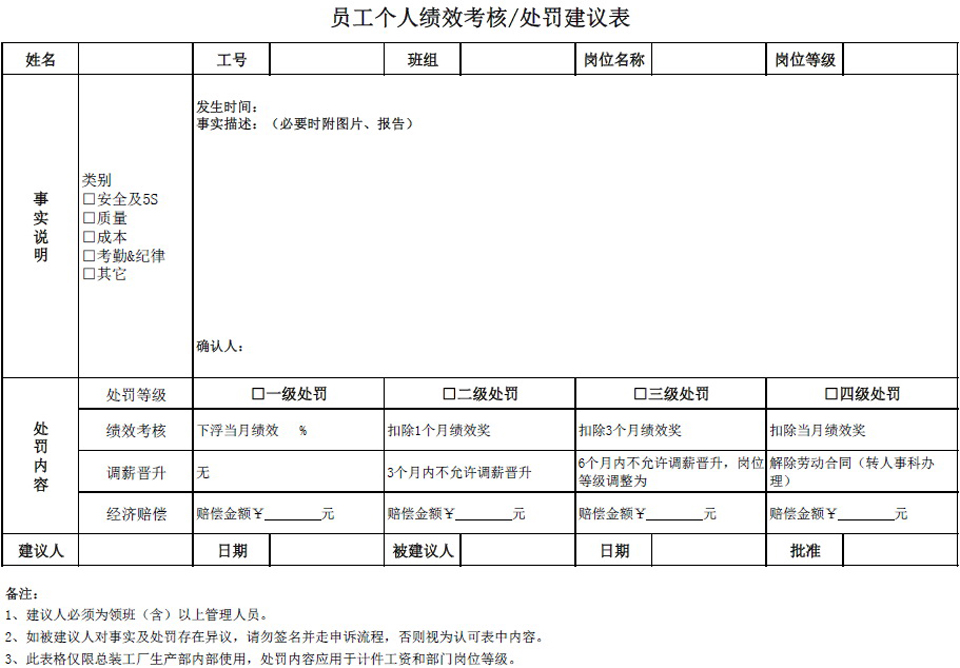 员工个人绩效考核/处罚建议表
姓名 工号 班组 岗位名称 岗位等级
事实说明
类别
□安全及5S
□质量
□成本
□考勤&纪律
□其它
发生时间：
事实描述：（必要时附图片、报告）
确认人：
处罚内容
处罚等级 □一级处罚 □二级处罚 □三级处罚 □四级处罚
绩效考核 下浮当月绩效 % 扣除1个月绩效奖 扣除3个月绩效奖 扣除当月绩效奖
调薪晋升 无 3个月内不允许调薪晋升 6个月内不允许调薪晋升，岗位等级调整为 解除劳动合同（转人事科办理）
经济赔偿 赔偿金额￥_______元 赔偿金额￥_______元 赔偿金额￥_______元 赔偿金额￥_______元
建议人 日期 被建议人 日期 批准
备注：
1、建议人必须为领班（含）以上管理人员。
2、如被建议人对事实及处罚存在异议，请勿签名并走申诉流程，否则视为认可表中内容。
3、此表格仅限总装工厂生产部内部使用，处罚内容应用于计件工资和部门岗位等级。